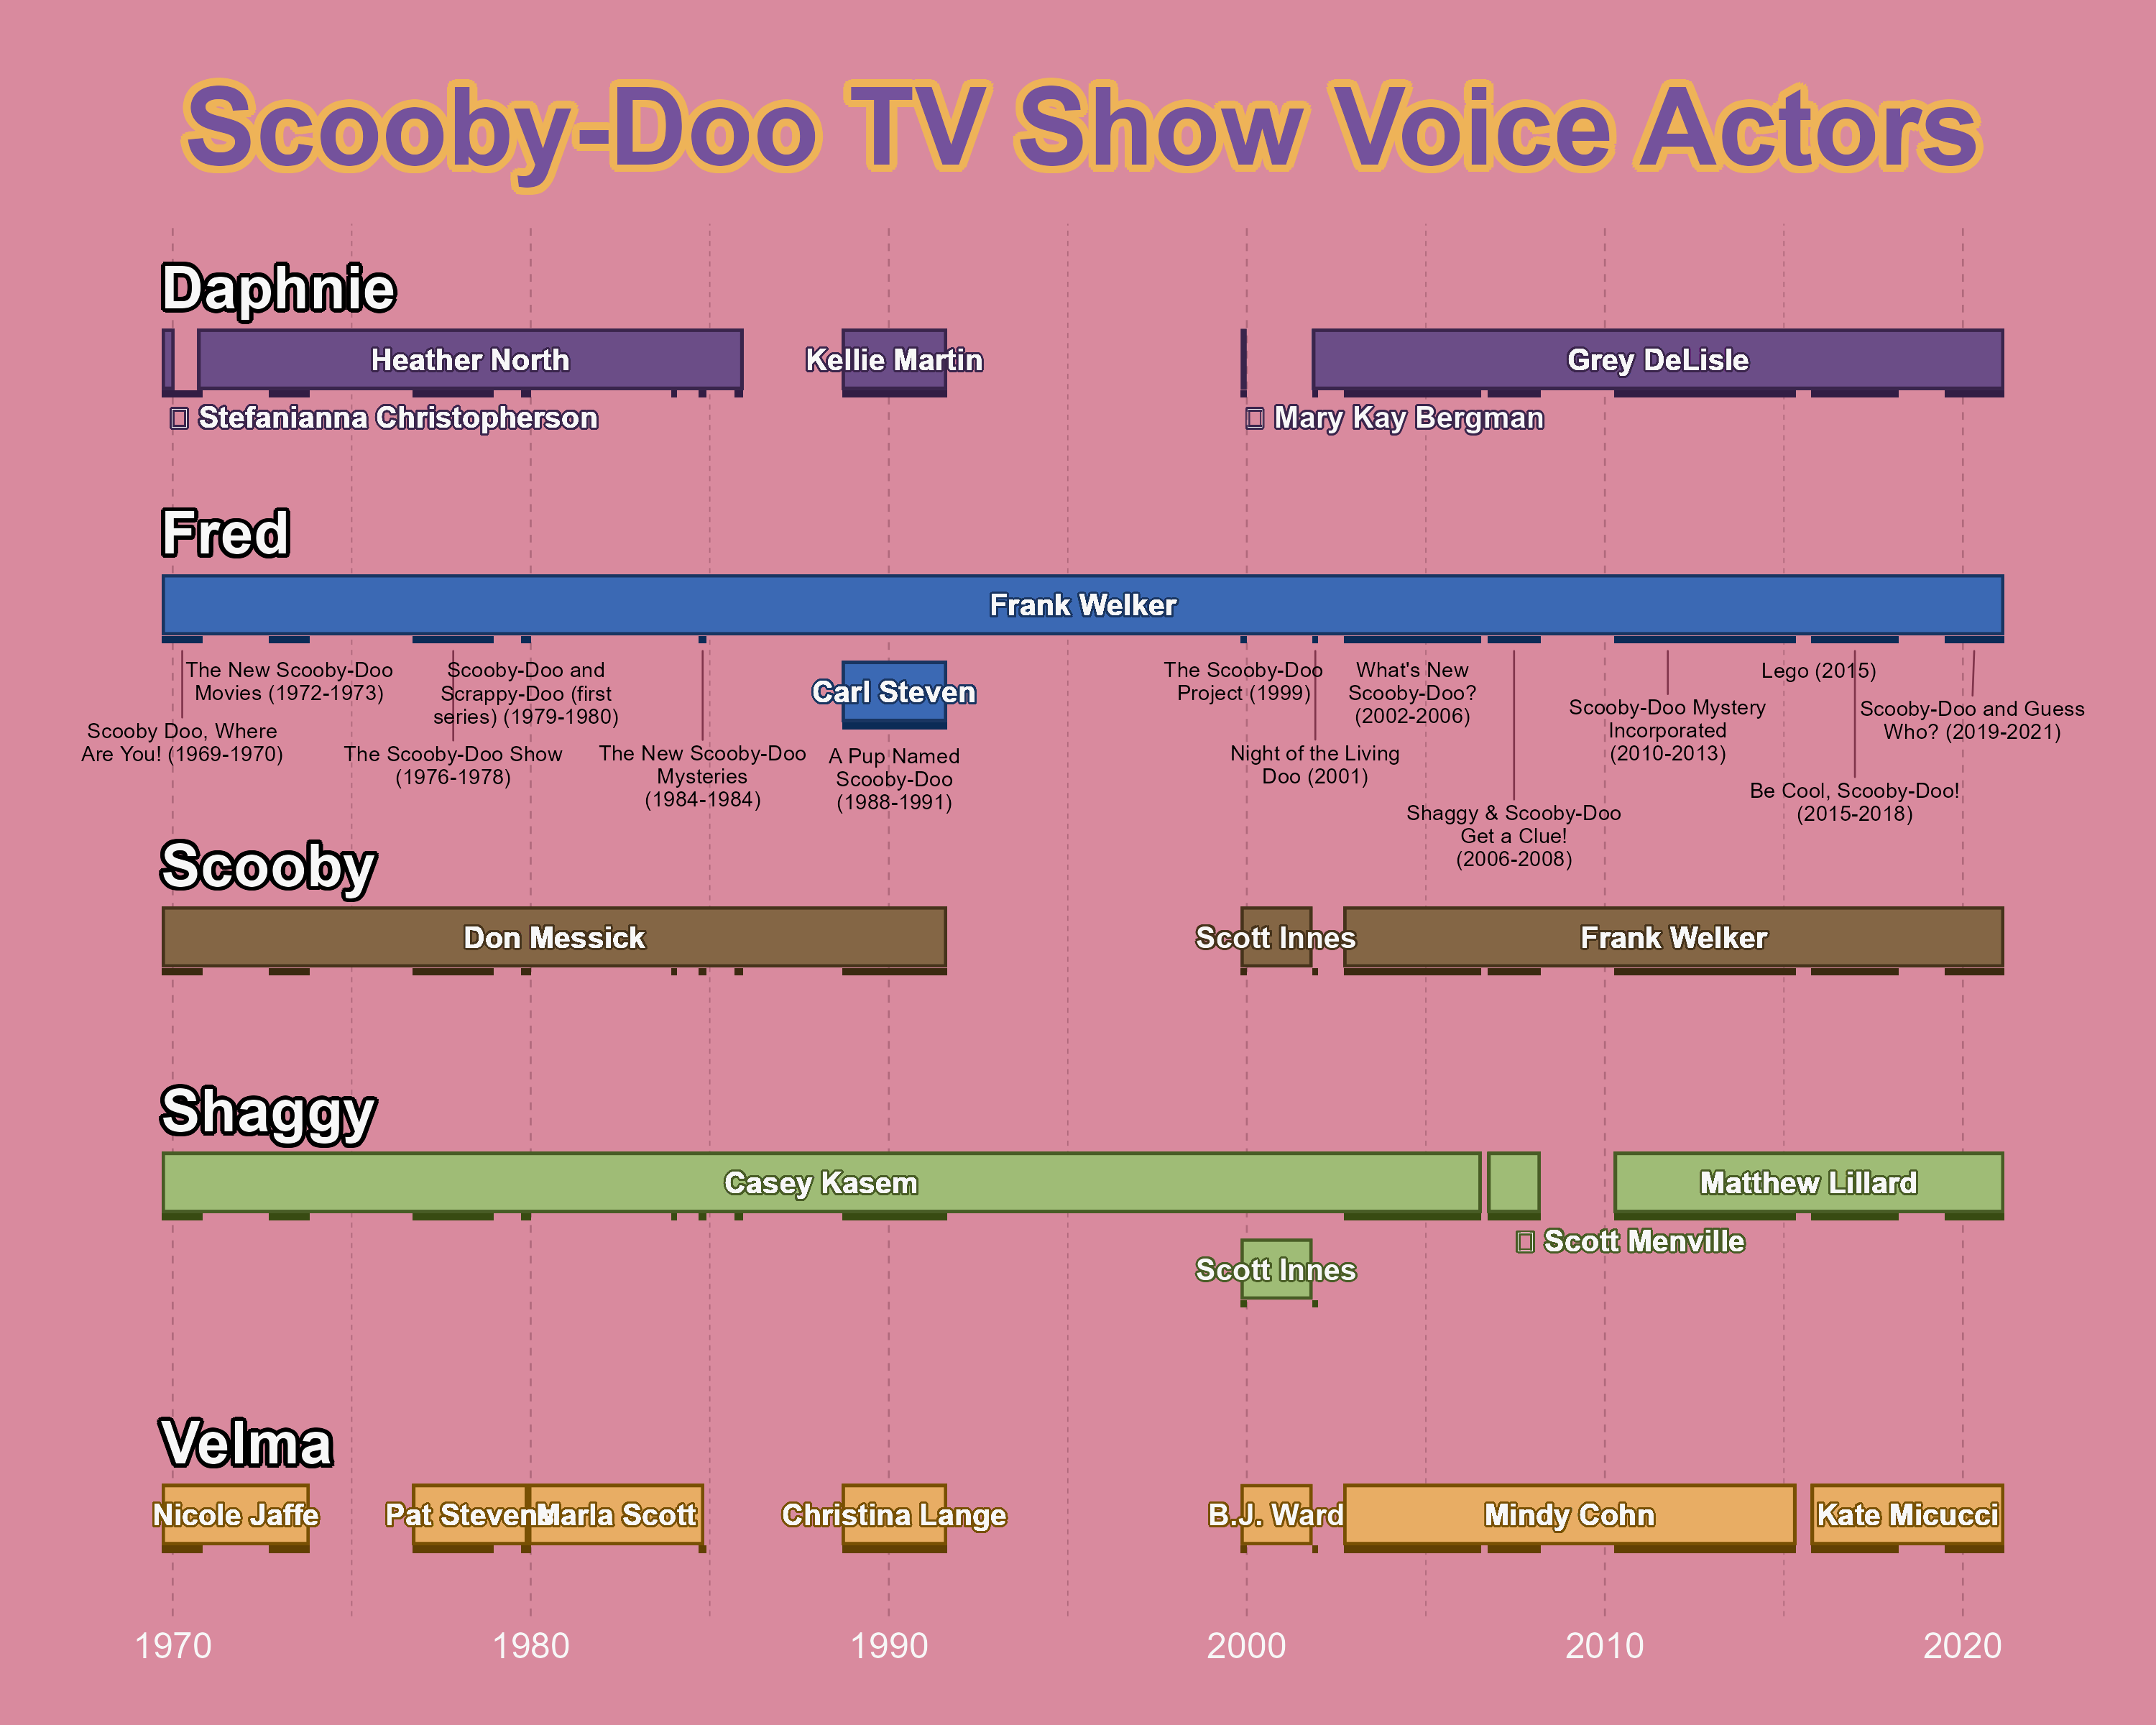 Scooby-Doo TV Show Voice Actors
Daphnie
Heather North
Kellie Martin
Grey DeLisle
Stefanianna Christopherson
Mary Kay Bergman
Fred
Frank Welker
The New Scooby-Doo
Movies (1972-1973)
Scooby-Doo and
Scrappy-Doo (first
series) (1979-1980)
Carl Steven
The Scooby-Doo
Project (1999)
What's New
Scooby-Doo?
(2002-2006)
Lego (2015)
Scooby Doo, Where
Are You! (1969-1970)
The Scooby-Doo Show
(1976-1978)
The New Scooby-Doo
Mysteries
(1984-1984)
A Pup Named
Scooby-Doo
(1988-1991)
Night of the Living
Doo (2001)
Shaggy & Scooby-Doo
Get a Clue!
(2006-2008)
Scooby-Doo Mystery
Incorporated
(2010-2013)
Be Cool, Scooby-Doo!
(2015-2018)
Scooby-Doo and Guess
Who? (2019-2021)
Scooby
Don Messick
Scott Innes
Frank Welker
Shaggy
Casey Kasem
Matthew Lillard
Scott Menville
Scott Innes
Velma
Nicole Jaffe
Pat Stevens
Marla Scott
Christina Lange
B.J. Ward
Mindy Cohn
Kate Micucci
1970
1980
1990
2000
2010
2020